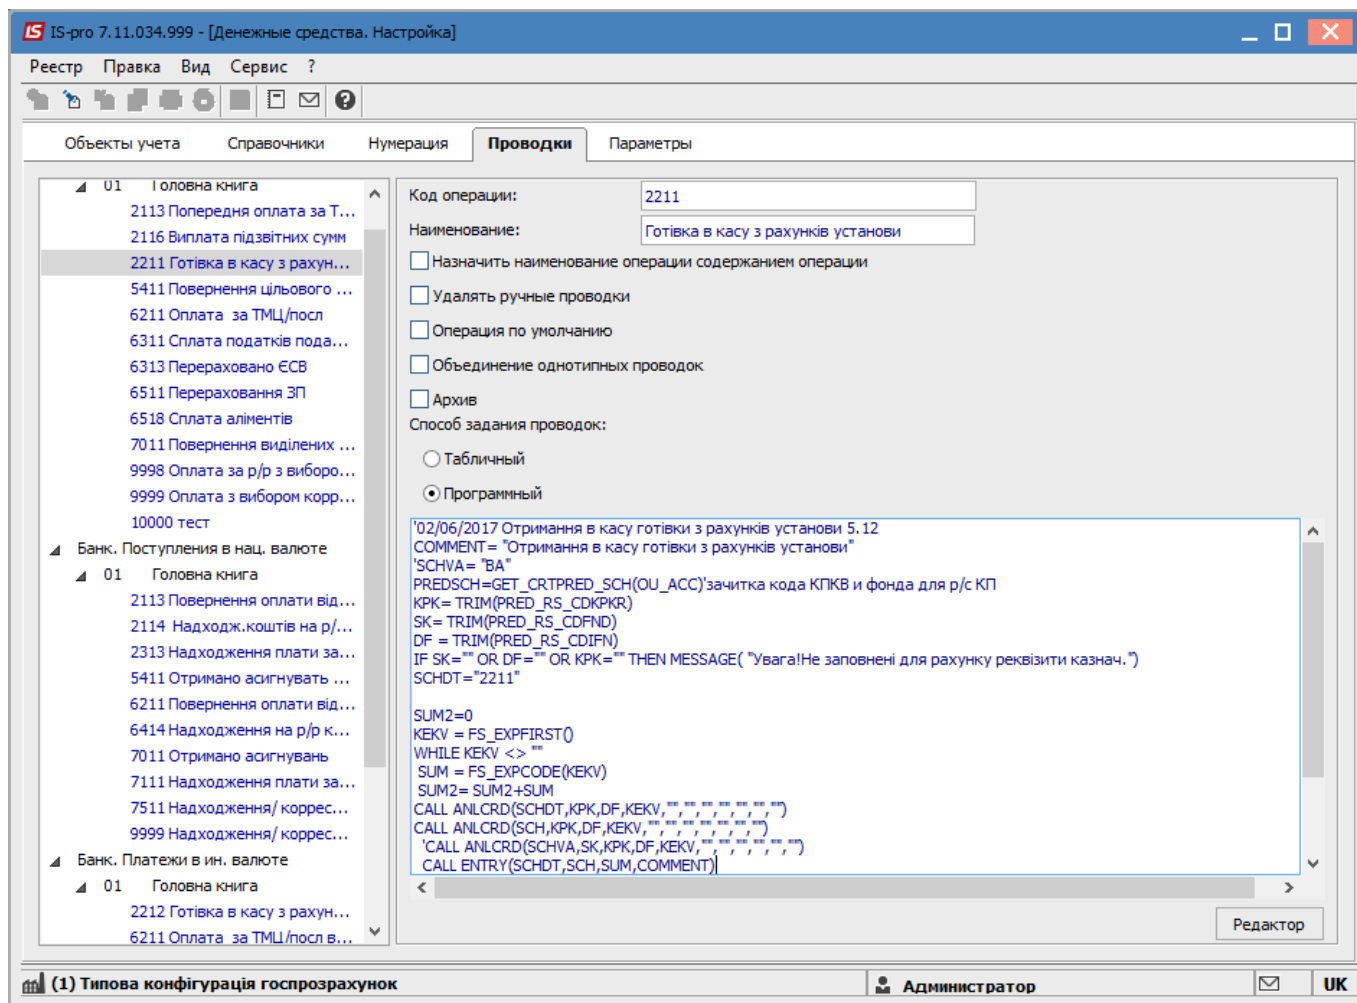 IS-pro 7.11.034.999 - [Денежные средства. Настройка]
Реестр Правка Вид Сервис ?
Объекты учета Справочники Нумерация Проводки Параметры
01 Головна книга
2113 Попередня оплата за Т...
2116 Виплата підзвітних сумм
2211 Готівка в касу з рахун...
5411 Повернення цільового ...
6211 Оплата за ТМЦ/посл
6311 Сплата податків пода...
6313 Перераховано ЄСВ
6511 Перераховання ЗП
6518 Сплата аліментів
7011 Повернення виділених ...
9998 Оплата за р/р з виборо...
9999 Оплата з вибором корр...
10000 тест
Банк. Поступления в нац. валюте
01 Головна книга
2113 Повернення оплати від...
2114 Надходж.коштів на р/...
2313 Надходження плати за...
5411 Отримано асигнувать ...
6211 Повернення оплати від...
6414 Надходження на р/р к...
7011 Отримано асигнувань
7111 Надходження плати за...
7511 Надходження/ коррес...
9999 Надходження/ коррес...
Банк. Платежи в ин. валюте
01 Головна книга
2212 Готівка в касу з рахун...
6211 Оплата за ТМЦ/посл в...
Код операции: 2211
Наименование: Готівка в касу з рахунків установи
Назначить наименование операции содержанием операции
Удалять ручные проводки
Операция по умолчанию
Объединение однотипных проводок
Архив
Способ задания проводок:
Табличный
Программный
'02/06/2017 Отримання в касу готівки з рахунків установи 5.12
COMMENT= "Отримання в касу готівки з рахунків установи"
'SCHVA= "BA"
PREDSCH=GET_CRTPRED_SCH(OU_ACC)'зачитка кода КПКВ и фонда для р/с КП
KPK= TRIM(PRED_RS_CDKPKR)
SK= TRIM(PRED_RS_CDFND)
DF = TRIM(PRED_RS_CDIFN)
IF SK="" OR DF="" OR KPK="" THEN MESSAGE( "Увага!Не заповнені для рахунку реквізити казнач.")
SCHDT="2211"
SUM2=0
KEKV = FS_EXPFIRST()
WHILE KEKV <> ""
SUM = FS_EXPCODE(KEKV)
SUM2= SUM2+SUM
CALL ANLCRD(SCHDT,KPK,DF,KEKV,"","","","","","","")
CALL ANLCRD(SCH,KPK,DF,KEKV,"","","","","","","")
'CALL ANLCRD(SCHVA,SK,KPK,DF,KEKV,"","","","","","")
CALL ENTRY(SCHDT,SCH,SUM,COMMENT)
Редактор
(1) Типова конфігурація госпрозрахунок Администратор UK